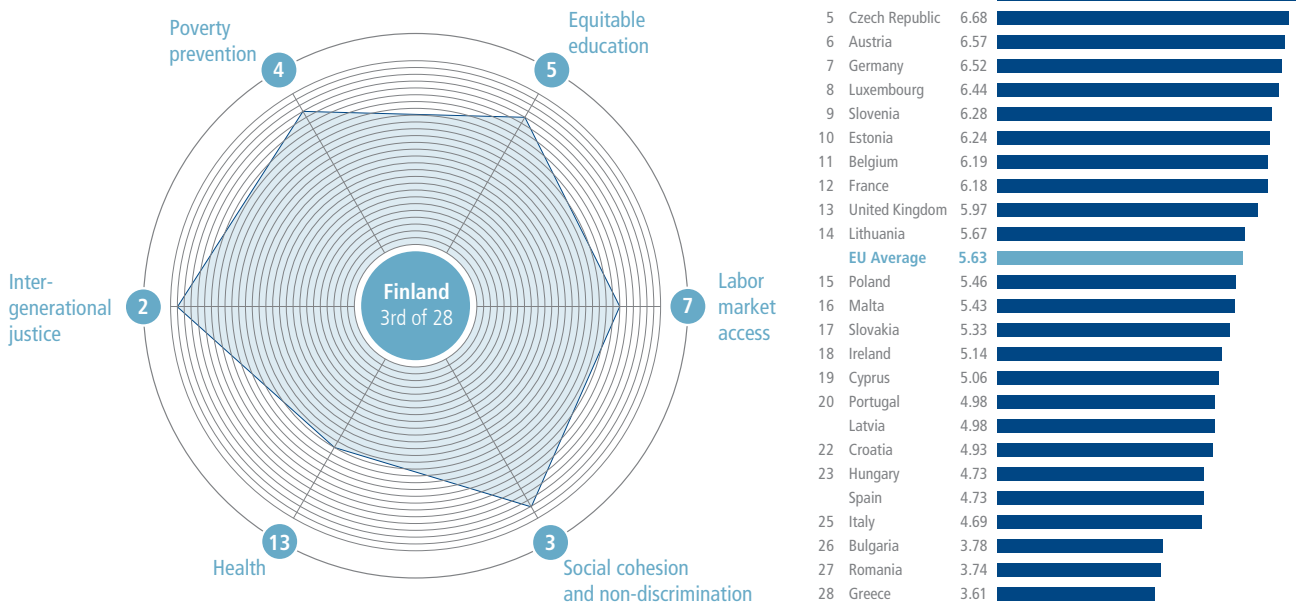 Poverty
prevention
4
Equitable
education
5
Inter-
generational
justice
2
Finland
3rd of 28
7
Labor
market
access
13
Health
3
Social cohesion
and non-discrimination
5 Czech Republic 6.68
6 Austria 6.57
7 Germany 6.52
8 Luxembourg 6.44
9 Slovenia 6.28
10 Estonia 6.24
11 Belgium 6.19
12 France 6.18
13 United Kingdom 5.97
14 Lithuania 5.67
EU Average 5.63
15 Poland 5.46
16 Malta 5.43
17 Slovakia 5.33
18 Ireland 5.14
19 Cyprus 5.06
20 Portugal 4.98
Latvia 4.98
22 Croatia 4.93
23 Hungary 4.73
Spain 4.73
25 Italy 4.69
26 Bulgaria 3.78
27 Romania 3.74
28 Greece 3.61